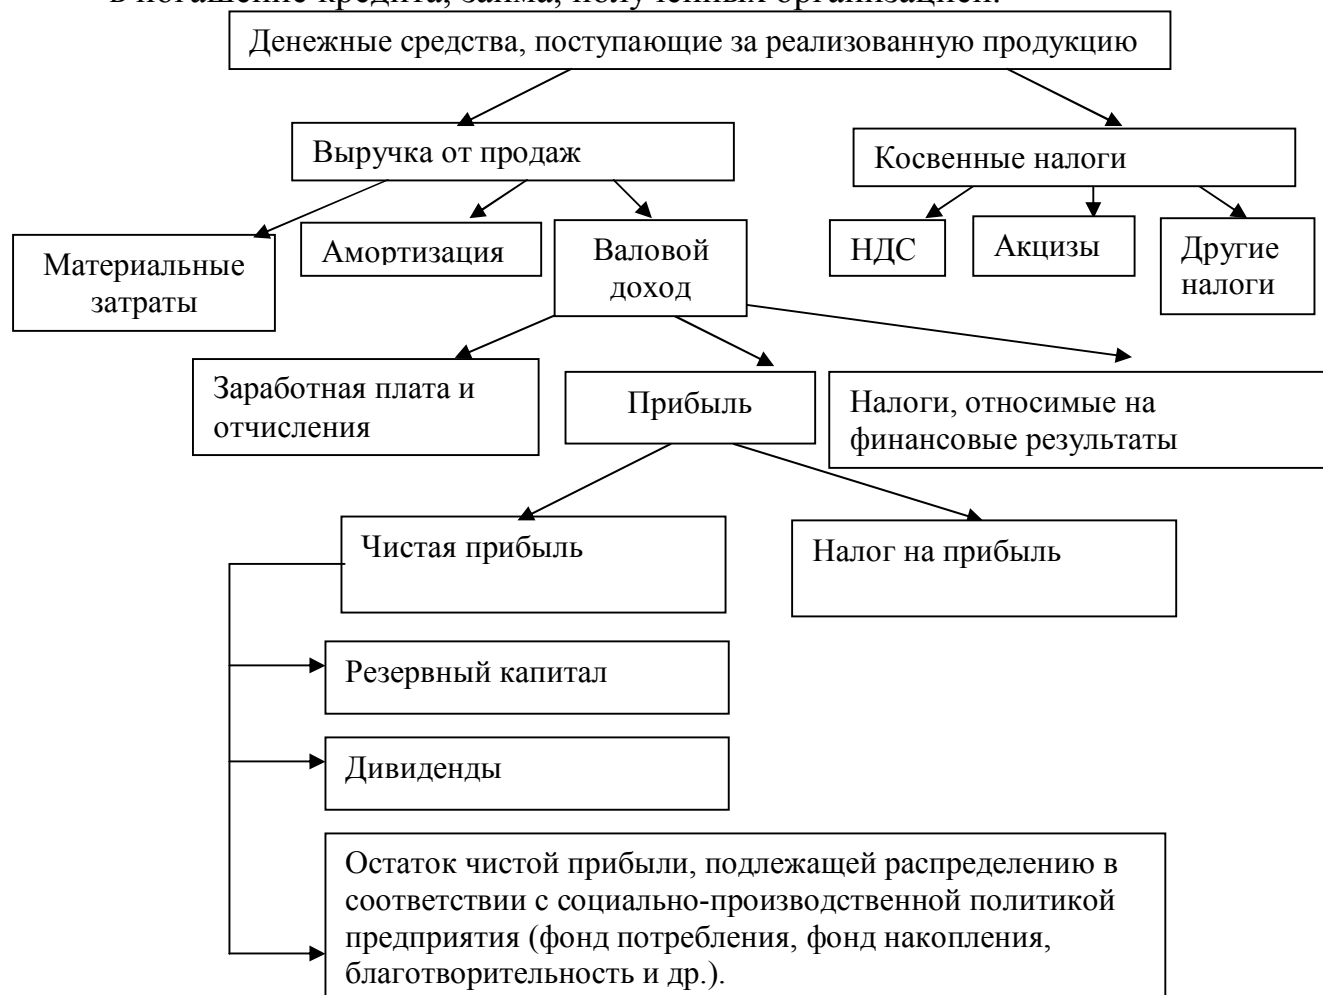 в погашение кредита, займа, полученных организацией.
Денежные средства, поступающие за реализованную продукцию
Выручка от продаж
Косвенные налоги
Материальные
затраты
Амортизация
Валовой
доход
НДС
Акцизы
Другие
налоги
Заработная плата и
отчисления
Прибыль
Налоги, относимые на
финансовые результаты
Чистая прибыль
Налог на прибыль
Резервный капитал
Дивиденды
Остаток чистой прибыли, подлежащей распределению в
соответствии с социально-производственной политикой
предприятия (фонд потребления, фонд накопления,
благотворительность и др.).